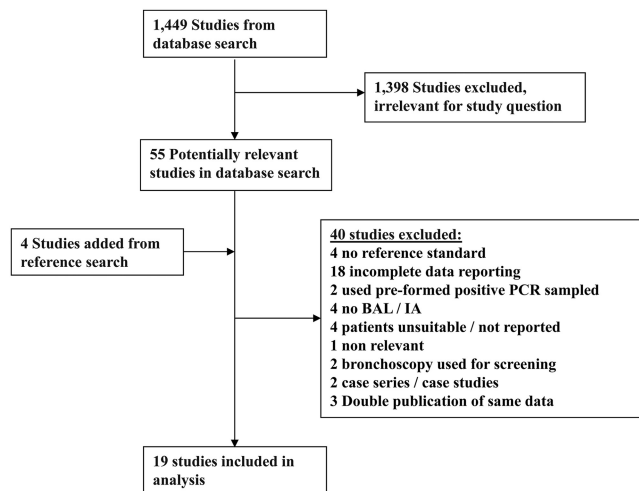 1,449 Studies from
database search
1,398 Studies excluded,
irrelevant for study question
55 Potentially relevant
studies in database search
4 Studies added from
reference search
40 studies excluded:
4 no reference standard
18 incomplete data reporting
2 used pre-formed positive PCR sampled
4 no BAL / IA
4 patients unsuitable / not reported
1 non relevant
2 bronchoscopy used for screening
2 case series / case studies
3 Double publication of same data
19 studies included in
analysis